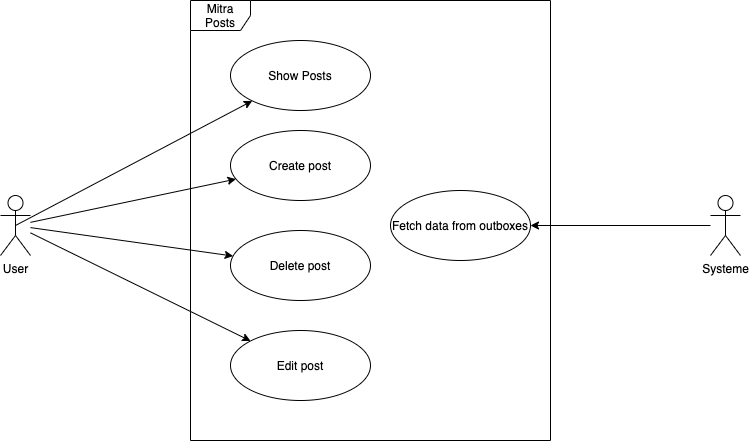 Mitra
Posts
Show Posts
Create post
Fetch data from outboxes
Delete post
User
Systeme
Edit post